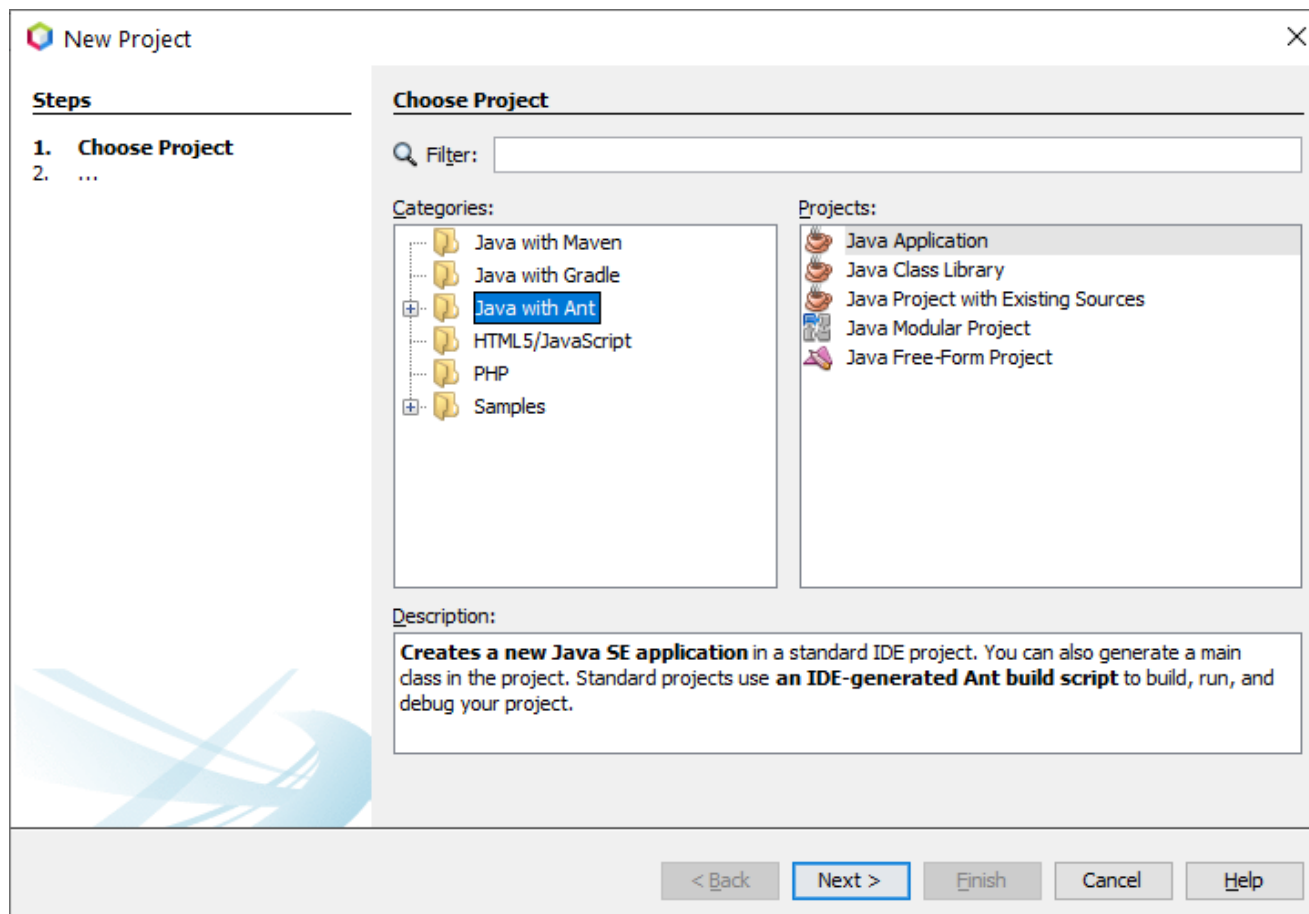 New Project
Steps
1. Choose Project
2. ...
Choose Project
Filter:
Categories:
Java with Maven
Java with Gradle
Java with Ant
HTML5/JavaScript
PHP
Samples
Projects:
Java Application
Java Class Library
Java Project with Existing Sources
Java Modular Project
Java Free-Form Project
Description:
Creates a new Java SE application in a standard IDE project. You can also generate a main
class in the project. Standard projects use an IDE-generated Ant build script to build, run, and
debug your project.
< Back
Next >
Finish
Cancel
Help